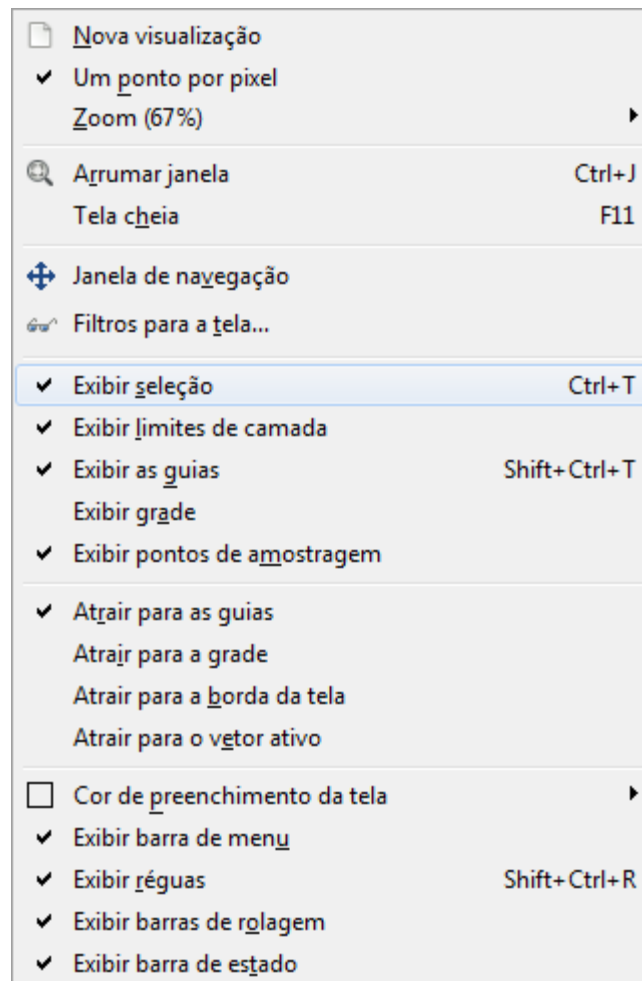 Nova visualização
Um ponto por pixel
Zoom (67%)
Arrumar janela Ctrl+J
Tela cheia F11
Janela de navegação
Filtros para a tela...
Exibir seleção Ctrl+T
Exibir limites de camada
Exibir as guias Shift+Ctrl+T
Exibir grade
Exibir pontos de amostragem
Atrair para as guias
Atrair para a grade
Atrair para a borda da tela
Atrair para o vetor ativo
Cor de preenchimento da tela
Exibir barra de menu
Exibir réguas Shift+Ctrl+R
Exibir barras de rolagem
Exibir barra de estado